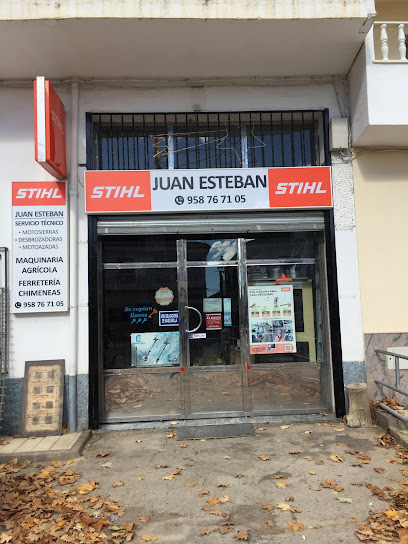 STIHL
STIHL
JUAN ESTEBAN
SERVICIO TÉCNICO
• MOTOSIERRAS
• DESBROZADORAS
• MOTOAZADAS
MAQUINARIA
AGRÍCOLA
FERRETERÍA
CHIMENEAS
958 76 71 05
STIHL
JUAN ESTEBAN
958 76 71 05
STIHL
Se copian
llaves